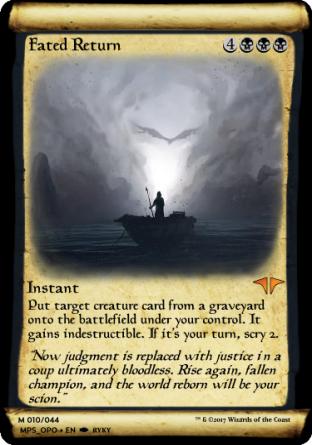 Fated Return 4
Instant
Put target creature card from a graveyard
onto the battlefield under your control. It
gains indestructible. If it's your turn, scry 2.
"Now judgment is replaced with justice in a
coup ultimately bloodless. Rise again, fallen
champion, and the world reborn will be your
scion."
M 010/044
MPS_OPO • EN RYKY
™ & ©2017 Wizards of the Coast